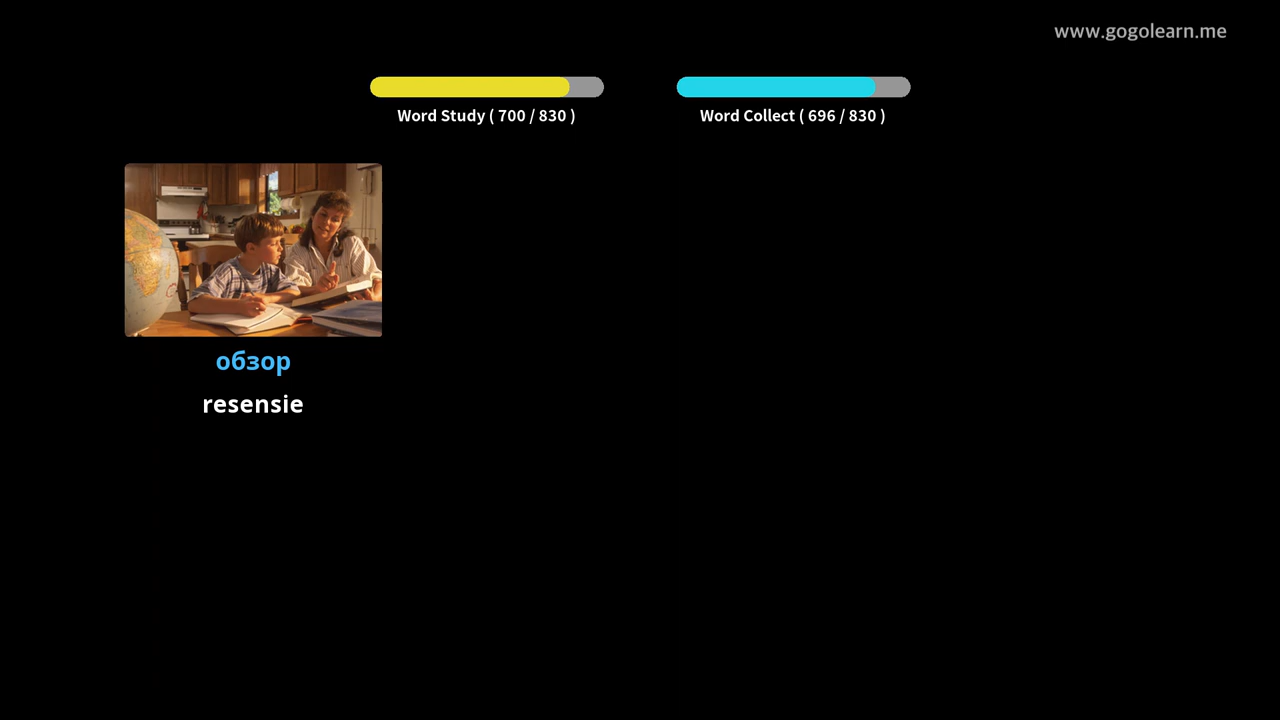 www.gogolearn.me
Word Study ( 700 / 830 )
Word Collect ( 696 / 830 )
обзор
resensie